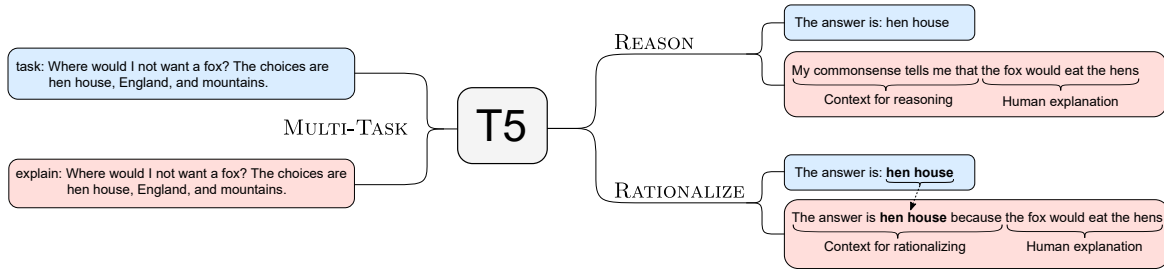 task: Where would I not want a fox? The choices are
hen house, England, and mountains.
MULTI-TASK
explain: Where would I not want a fox? The choices are
hen house, England, and mountains.
T5
REASON
The answer is: hen house
My commonsense tells me that the fox would eat the hens
Context for reasoning
Human explanation
RATIONALIZE
The answer is: hen house
The answer is hen house because the fox would eat the hens
Context for rationalizing
Human explanation